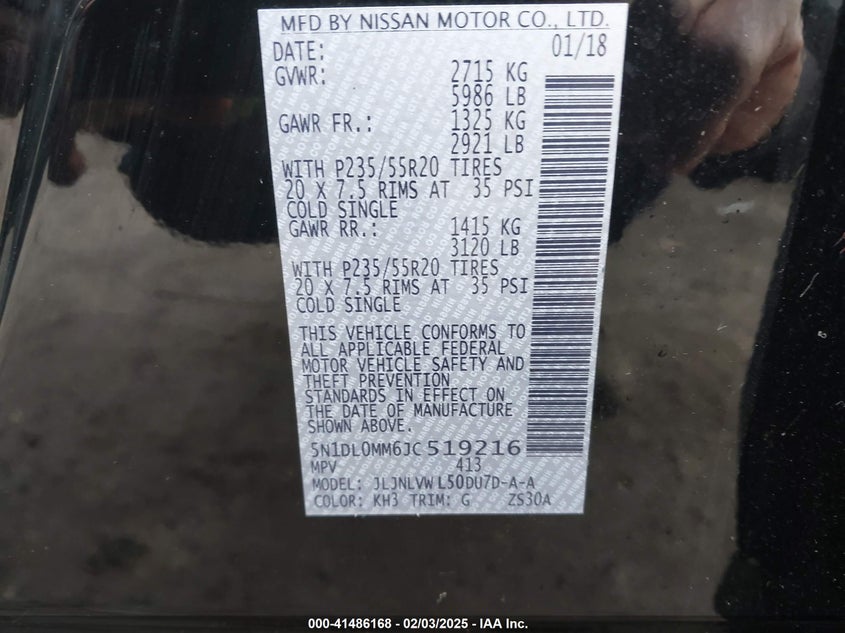 MFD BY NISSAN MOTOR CO., LTD.
DATE: 01/18
GVWR: 2715 KG
5986 LB
GAWR FR.: 1325 KG
2921 LB
WITH P235/55R20 TIRES
20 X 7.5 RIMS AT 35 PSI
COLD SINGLE
GAWR RR.: 1415 KG
3120 LB
WITH P235/55R20 TIRES
20 X 7.5 RIMS AT 35 PSI
COLD SINGLE
THIS VEHICLE CONFORMS TO
ALL APPLICABLE FEDERAL
MOTOR VEHICLE SAFETY AND
THEFT PREVENTION
STANDARDS IN EFFECT ON
THE DATE OF MANUFACTURE
SHOWN ABOVE.
5N1DL0MM6JC519216
MPV 413
MODEL: JLJNLVW L50DU7D-A-A
COLOR: KH3 TRIM: G ZS30A
000-41486168 - 02/03/2025 - IAA Inc.